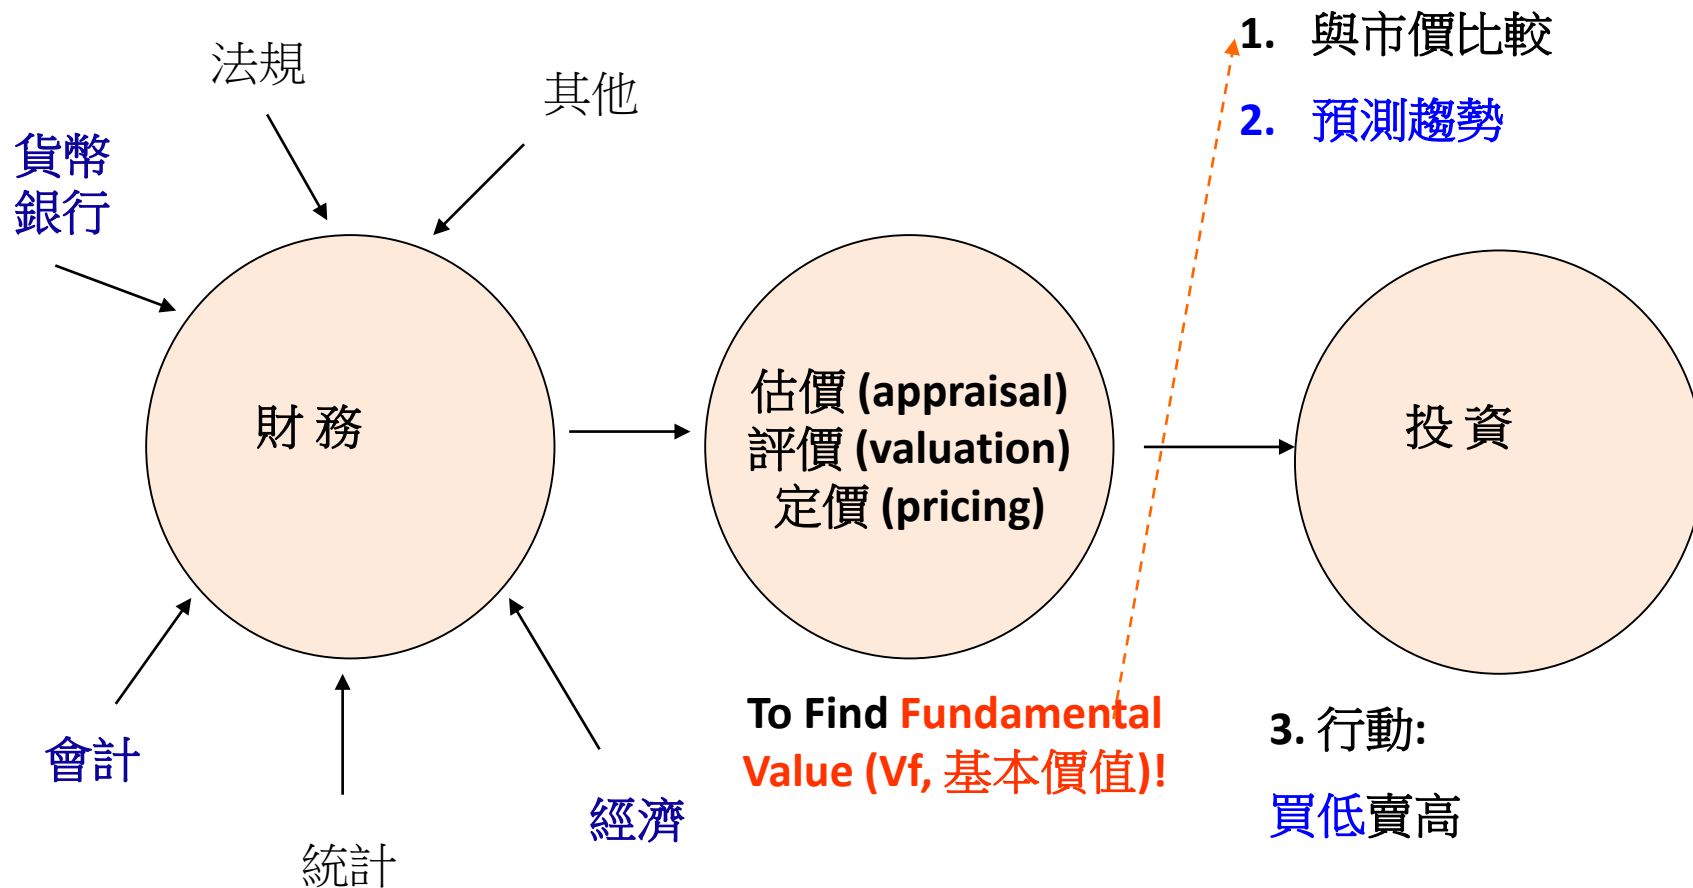 法規
其他
貨幣
銀行
財 務
會計
統計
經濟
估價 (appraisal)
評價 (valuation)
定價 (pricing)
To Find Fundamental
Value (Vf, 基本價值)!
1. 與市價比較
2. 預測趨勢
投 資
3. 行動:
買低賣高